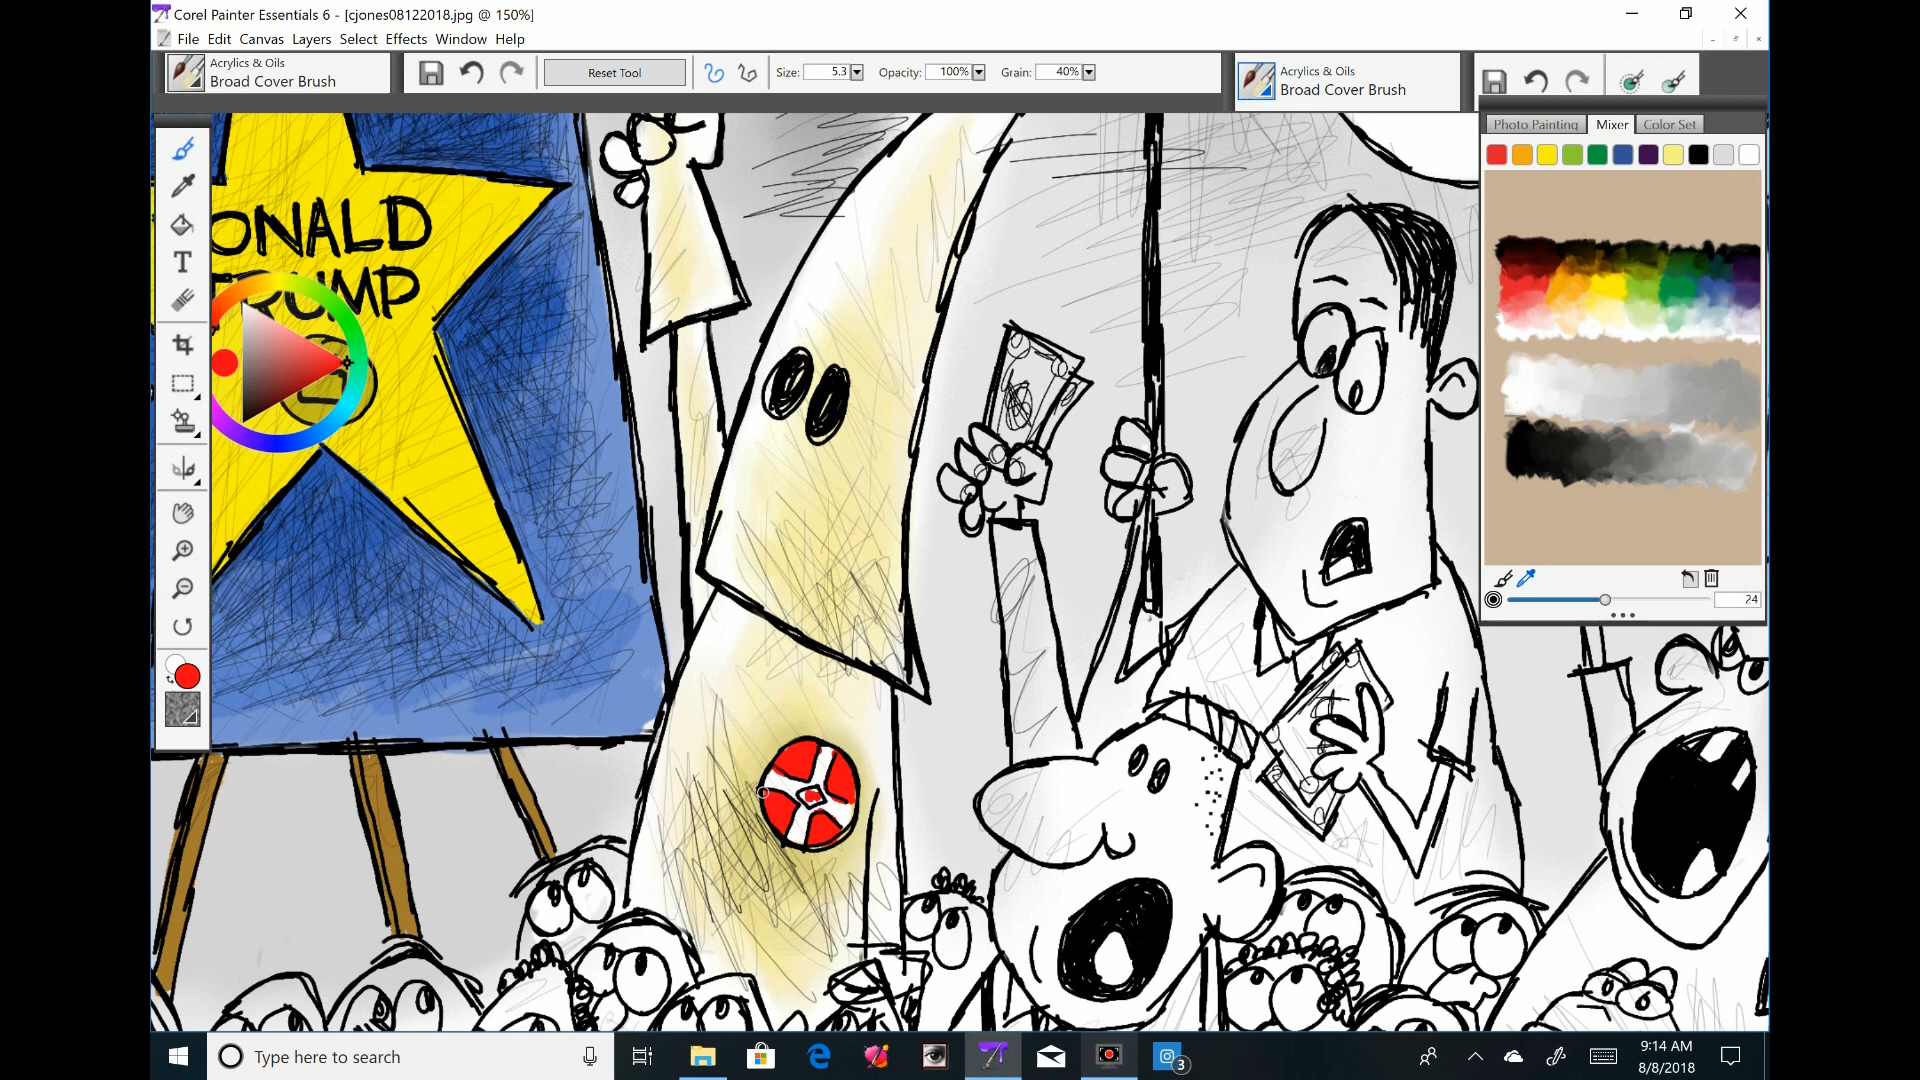 Corel Painter Essentials 6 - [cjones08122018.jpg @ 150%]
File Edit Canvas Layers Select Effects Window Help
Acrylics & Oils
Broad Cover Brush
Reset Tool
Size: 5.3
Opacity: 100%
Grain: 40%
Acrylics & Oils
Broad Cover Brush
Photo Painting Mixer Color Set
ONALD
TRUMP
24
Type here to search
3
9:14 AM
8/8/2018